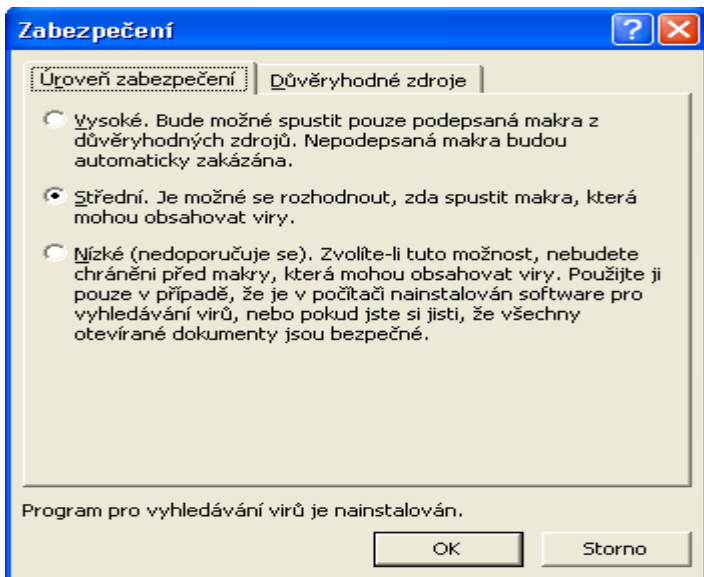 Zabezpečení
Úroveň zabezpečení
Důvěryhodné zdroje
Vysoké. Bude možné spustit pouze podepsaná makra z
důvěryhodných zdrojů. Nepodepsaná makra budou
automaticky zakázána.
Střední. Je možné se rozhodnout, zda spustit makra, která
mohou obsahovat viry.
Nízké (nedoporučuje se). Zvolíte-li tuto možnost, nebudete
chráněni před makry, která mohou obsahovat viry. Použijte ji
pouze v případě, že je v počítači nainstalován software pro
vyhledávání virů, nebo pokud jste si jisti, že všechny
otevírané dokumenty jsou bezpečné.
Program pro vyhledávání virů je nainstalován.
OK
Storno